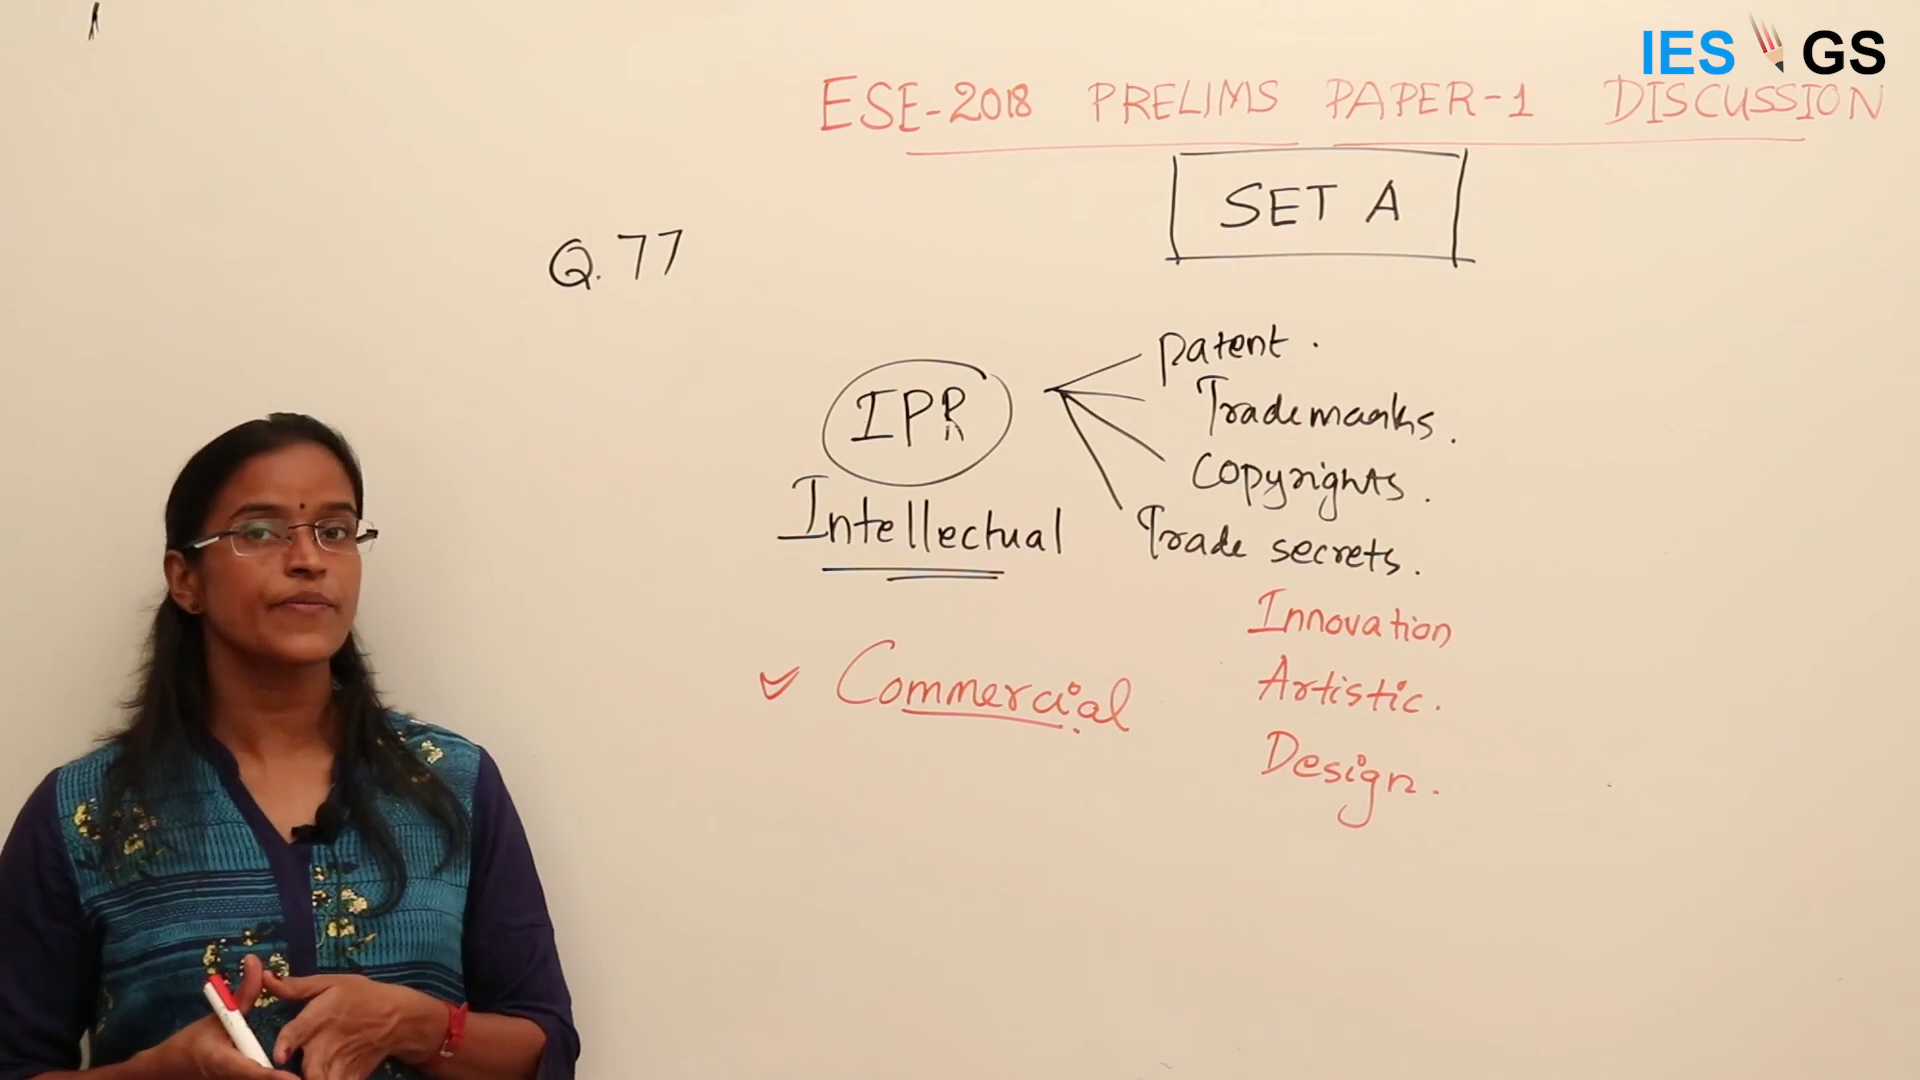 IES GS
ESE-2018 PRELIMS PAPER-1 DISCUSSION
SET A
Q.77
IPR
Patent.
Trademarks.
Copyrights.
Intellectual
Trade secrets.
Innovation
Commercial
Artistic.
Design.